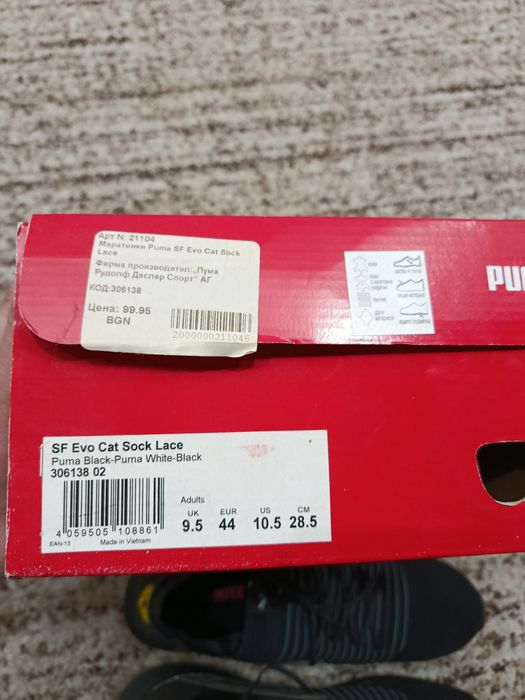 Арт N: 21104
Маратонки Puma SF Evo Cat Sock
Lace
Фирма производител:„Пума
Рудолф Даслер Спорт" АГ
КОД:306138
Цена: 99.95
BGN
2000000211046
PU
SF Evo Cat Sock Lace
Puma Black-Puma White-Black
306138 02
Adults
UK EUR US CM
9.5 44 10.5 28.5
4 059505 108861
EAN-13 Made in Vietnam